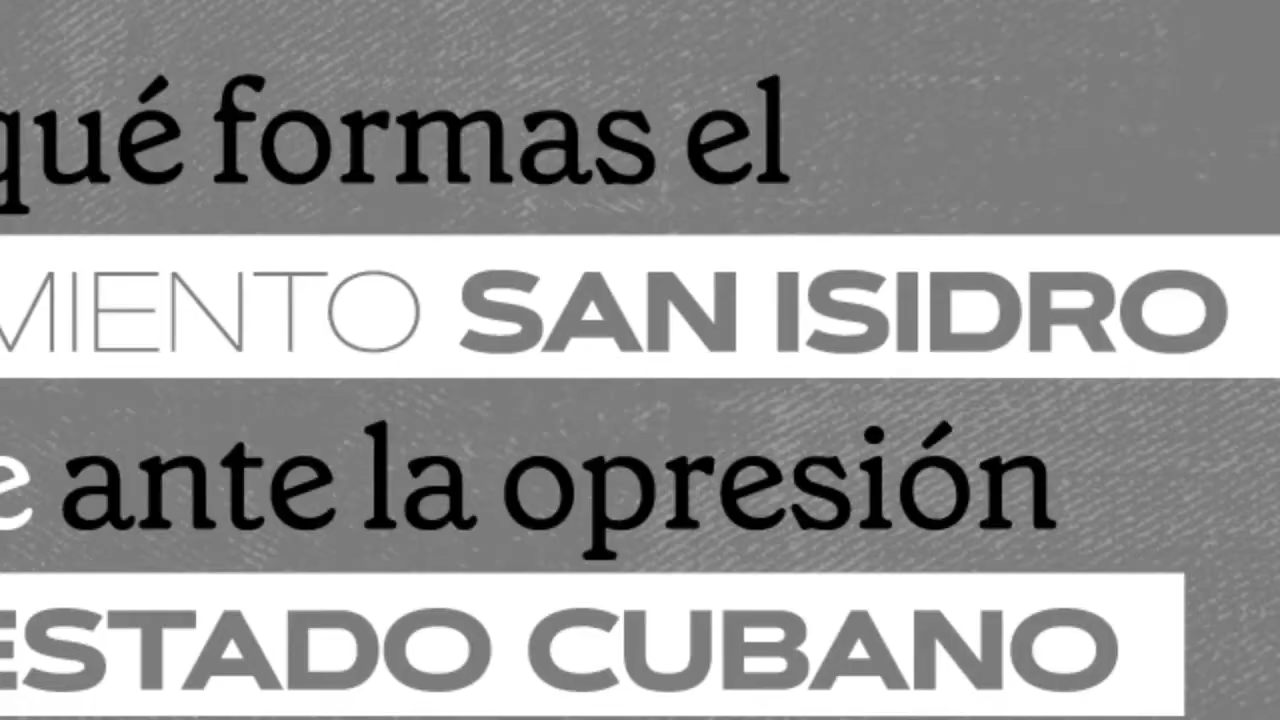 qué formas el
MIENTO SAN ISIDRO
e ante la opresión
ESTADO CUBANO